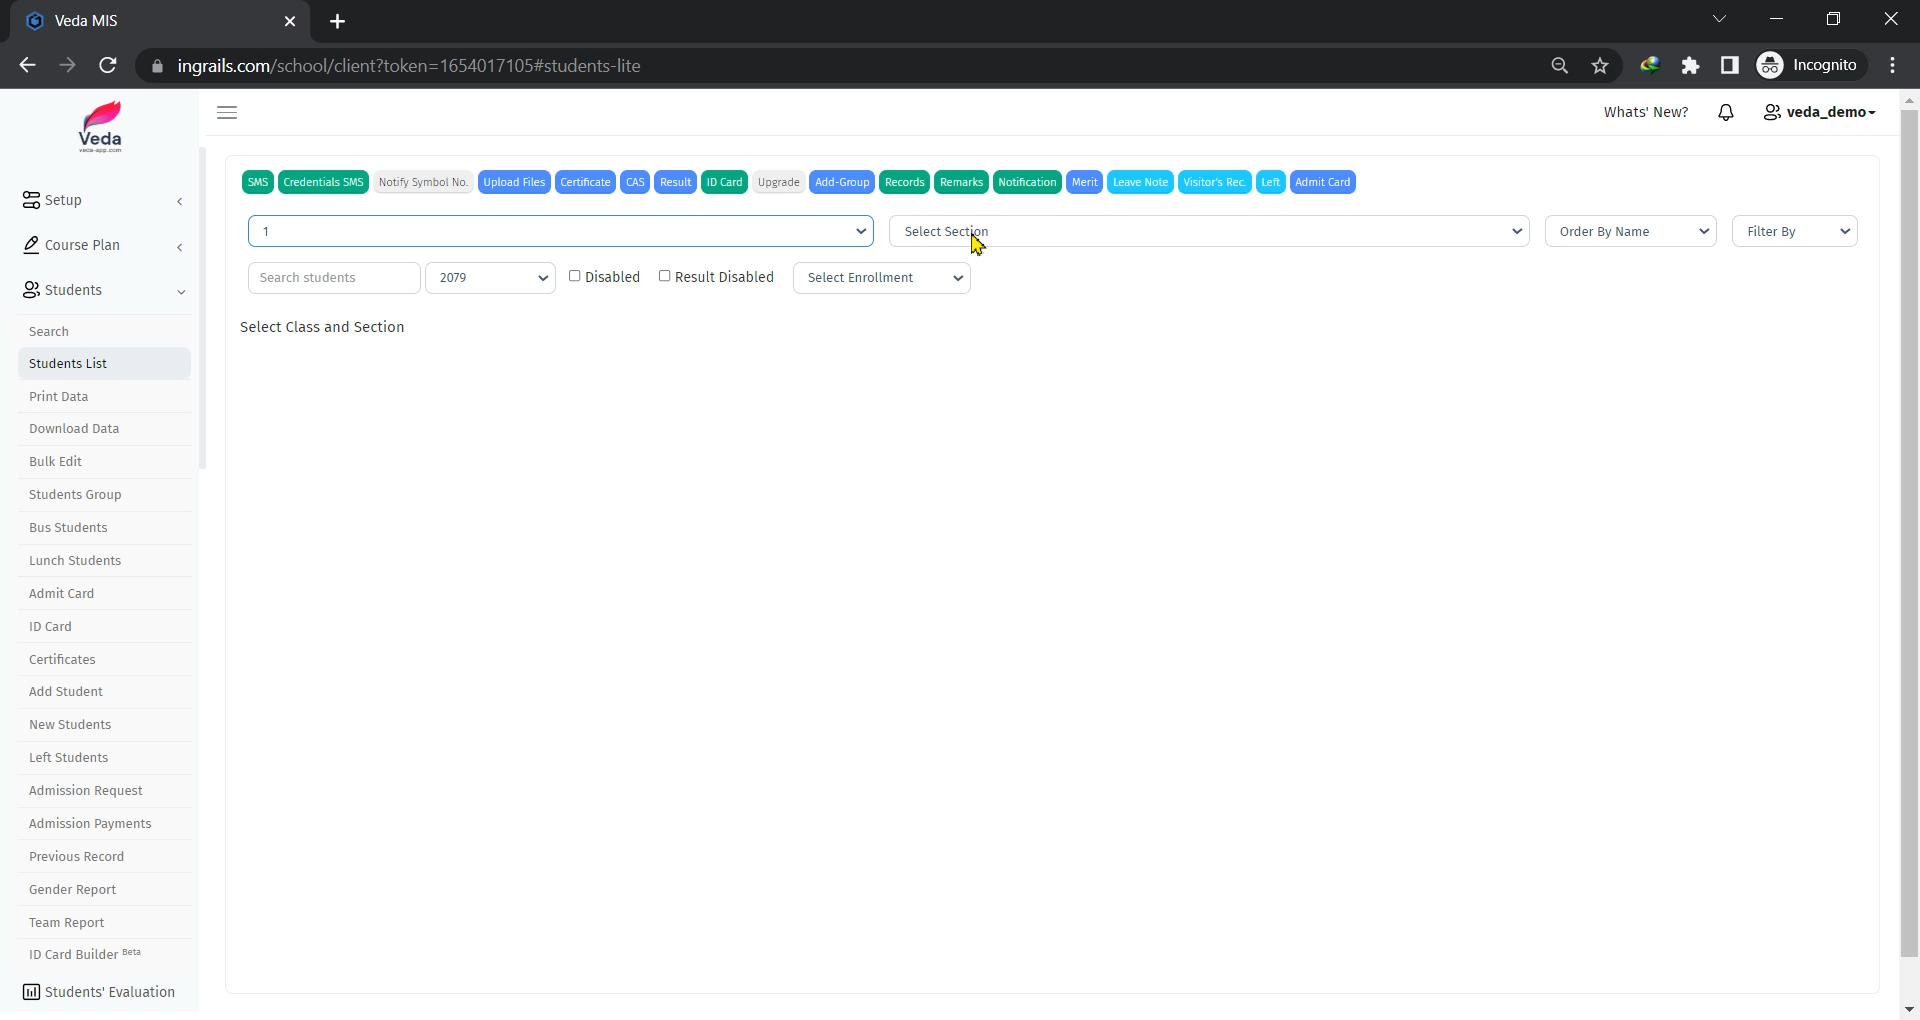 Veda MIS
ingrails.com/school/client?token=1654017105#students-lite
Incognito
Veda
veda-app.com
Whats' New?
veda_demo
Setup
Course Plan
Students
Search
Students List
Print Data
Download Data
Bulk Edit
Students Group
Bus Students
Lunch Students
Admit Card
ID Card
Certificates
Add Student
New Students
Left Students
Admission Request
Admission Payments
Previous Record
Gender Report
Team Report
ID Card Builder Beta
Students' Evaluation
SMS Credentials SMS Notify Symbol No. Upload Files Certificate CAS Result ID Card Upgrade Add-Group Records Remarks Notification Merit Leave Note Visitor's Rec. Left Admit Card
1 Select Section Order By Name Filter By
Search students 2079 Disabled Result Disabled Select Enrollment
Select Class and Section